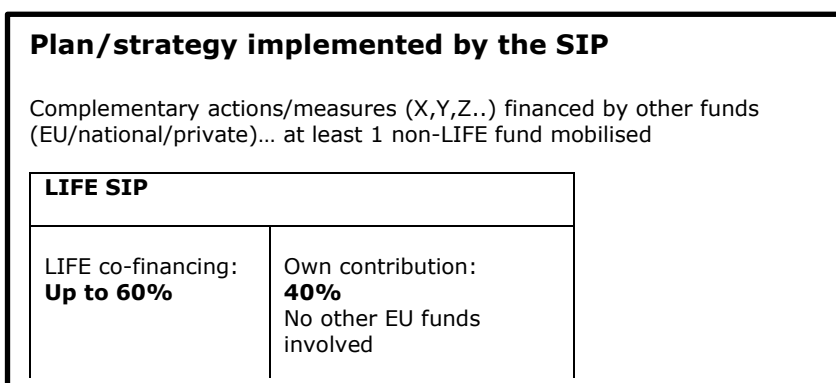 Plan/strategy implemented by the SIP
Complementary actions/measures (X,Y,Z..) financed by other funds
(EU/national/private)… at least 1 non-LIFE fund mobilised
LIFE SIP
LIFE co-financing:
Up to 60%
Own contribution:
40%
No other EU funds
involved